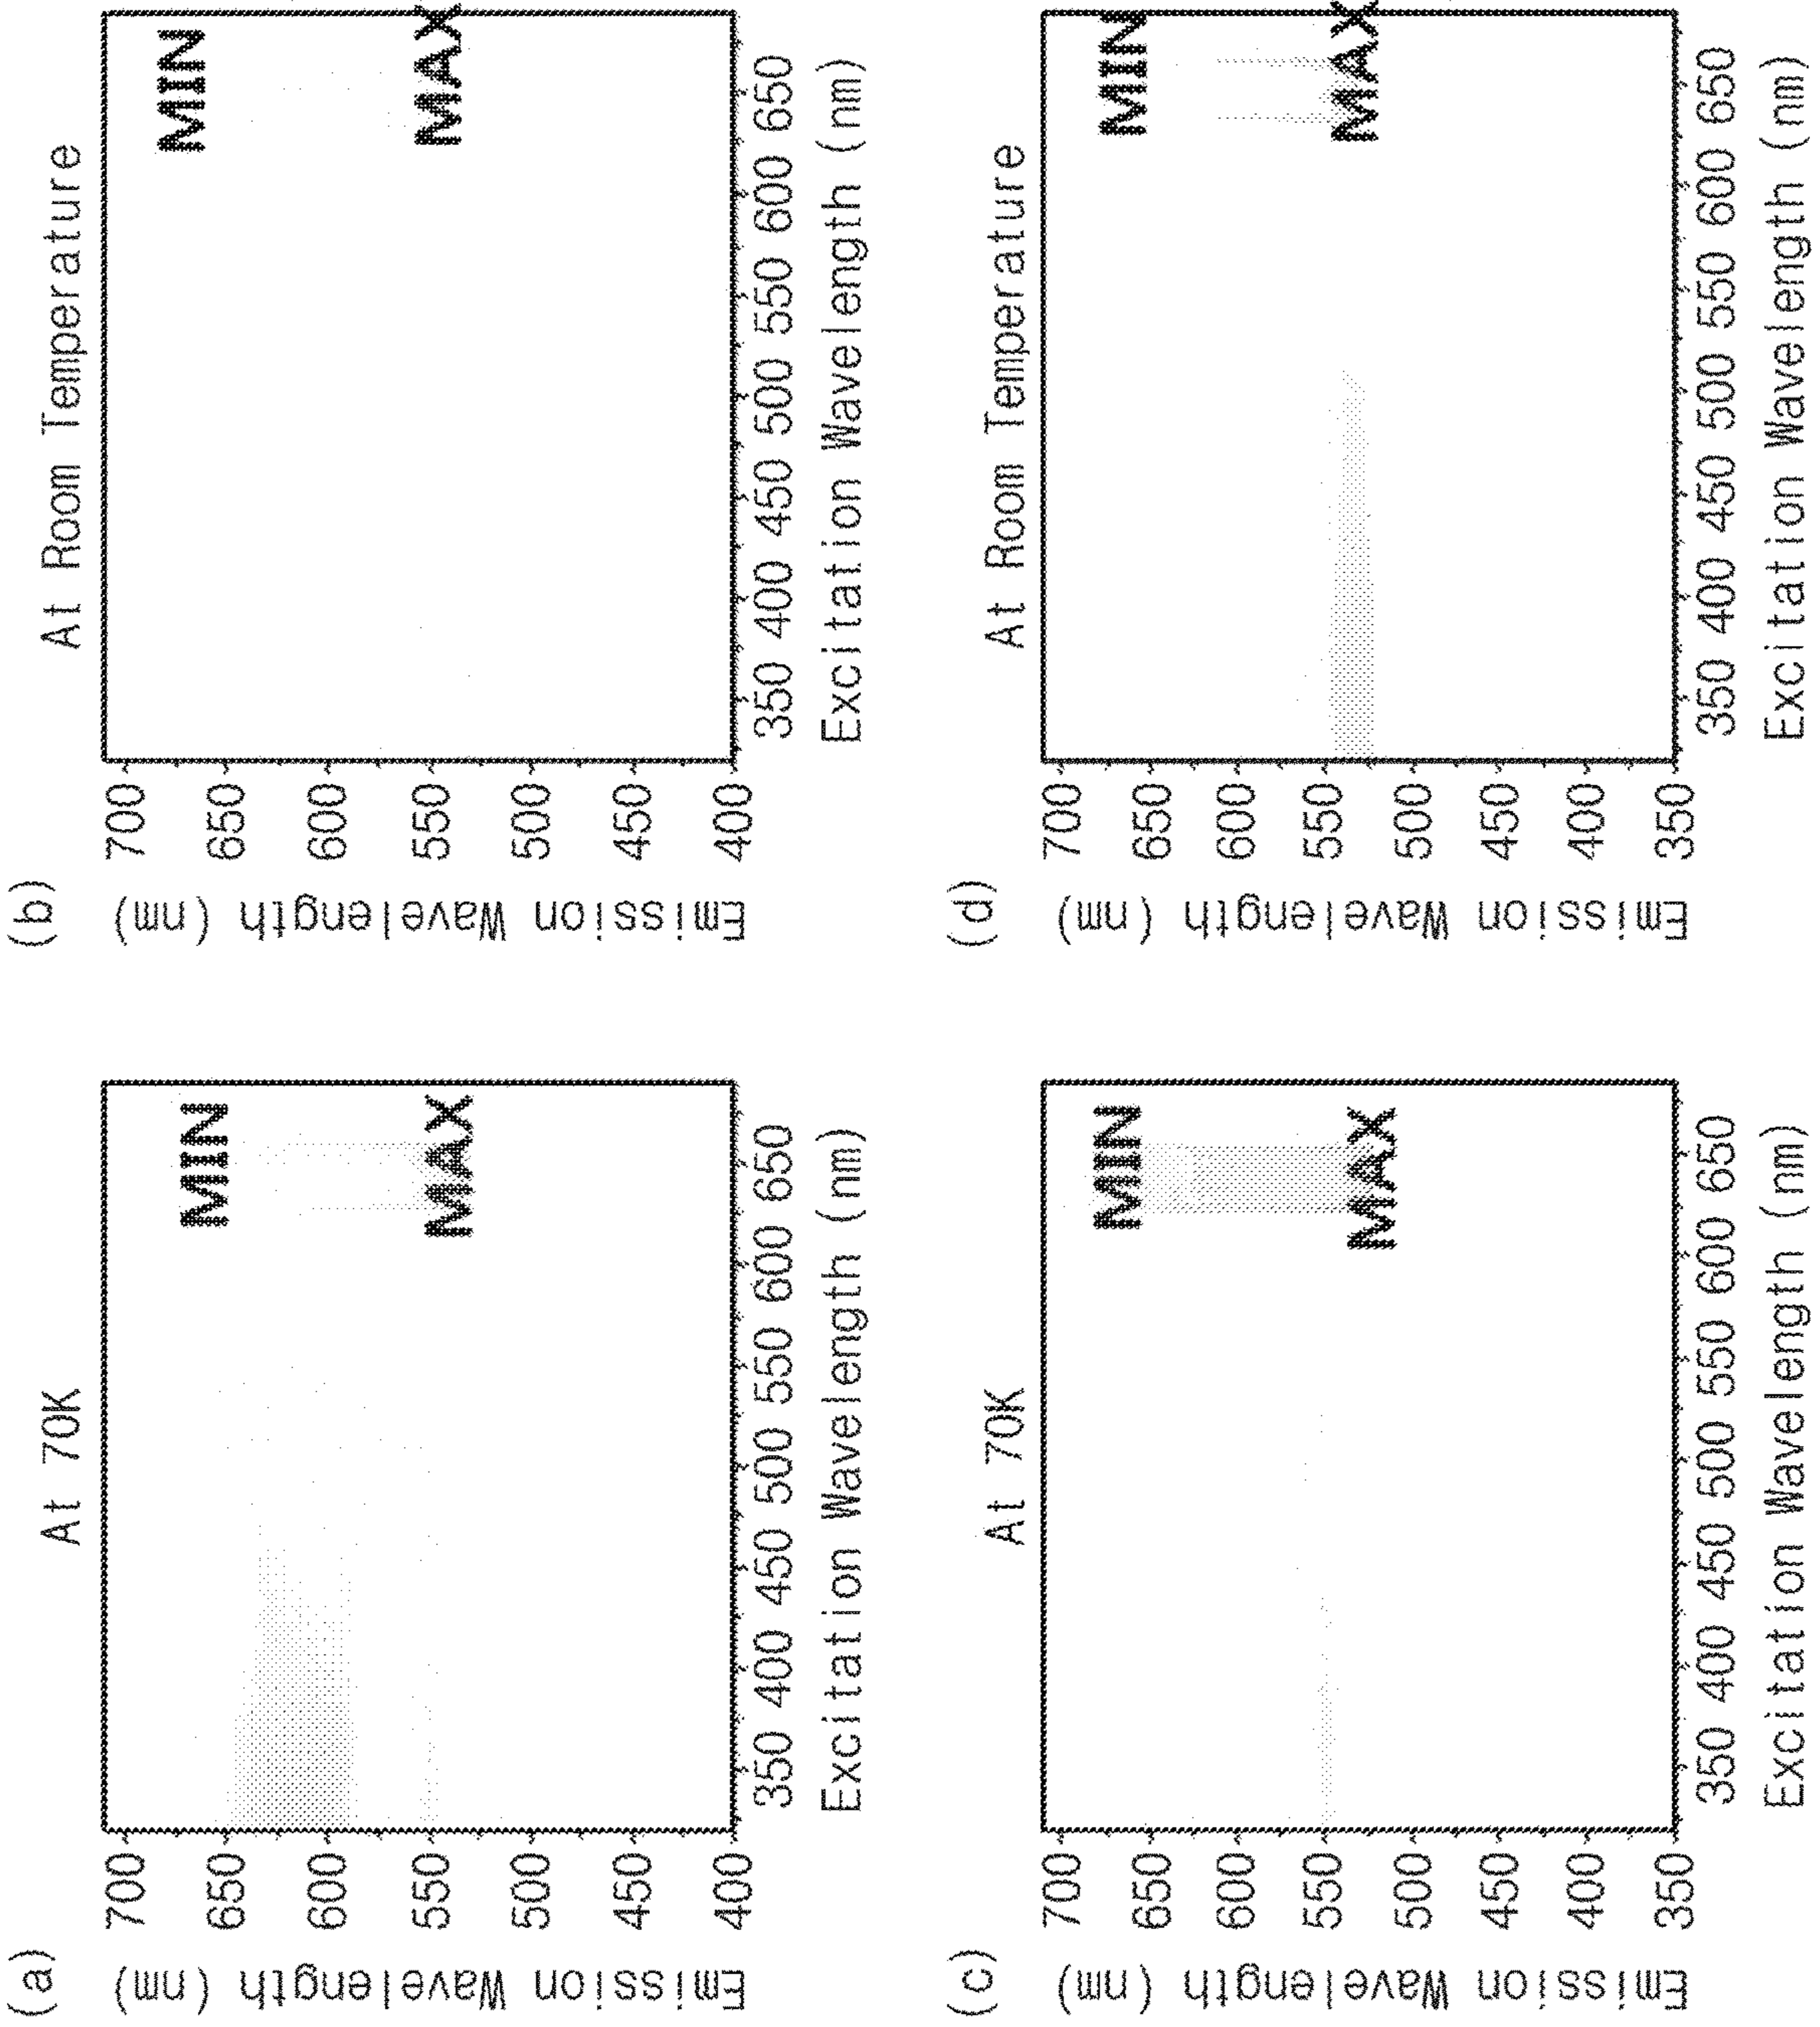 (a)
At 70K
Emission Wavelength (nm)
700
650
600
550
500
450
400
MIN
MAX
350 400 450 500 550 600 650
Excitation Wavelength (nm)
(b)
At Room Temperature
Emission Wavelength (nm)
700
650
600
550
500
450
400
MIN
MAX
350 400 450 500 550 600 650
Excitation Wavelength (nm)
(c)
At 70K
Emission Wavelength (nm)
700
650
600
550
500
450
400
350
MIN
MAX
350 400 450 500 550 600 650
Excitation Wavelength (nm)
(d)
At Room Temperature
Emission Wavelength (nm)
700
650
600
550
500
450
400
350
MIN
MAX
350 400 450 500 550 600 650
Excitation Wavelength (nm)